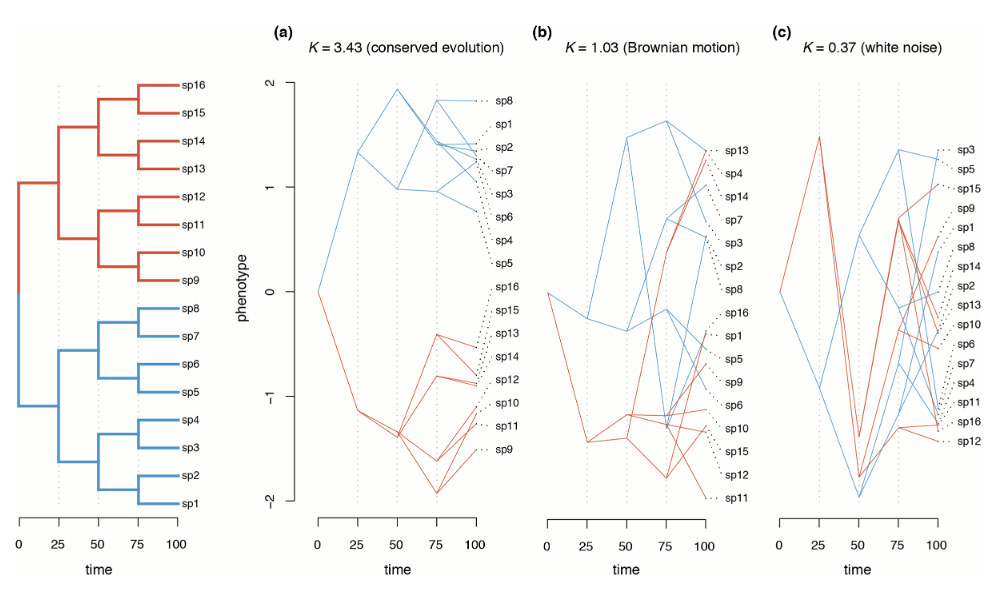 (a)
(b)
(c)
K = 3.43 (conserved evolution)
K = 1.03 (Brownian motion)
K = 0.37 (white noise)
sp16
sp15
sp14
sp13
sp12
sp11
sp10
sp9
sp8
sp7
sp6
sp5
sp4
sp3
sp2
sp1
0 25 50 75 100
time
phenotype
2
1
0
−1
−2
sp8
sp1
sp2
sp7
sp3
sp6
sp4
sp5
sp16
sp15
sp13
sp14
sp12
sp10
sp11
sp9
0 25 50 75 100
time
sp13
sp4
sp14
sp7
sp3
sp2
sp8
sp16
sp1
sp5
sp9
sp6
sp10
sp15
sp12
sp11
0 25 50 75 100
time
sp3
sp5
sp15
sp9
sp1
sp8
sp14
sp2
sp13
sp10
sp6
sp7
sp4
sp11
sp16
sp12
0 25 50 75 100
time